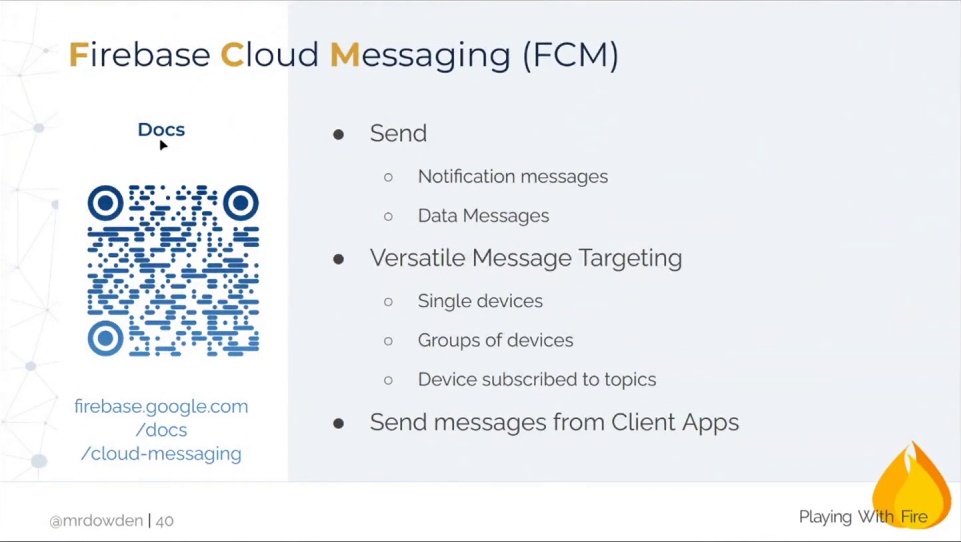 Firebase Cloud Messaging (FCM)
Docs
firebase.google.com
/docs
/cloud-messaging
● Send
○ Notification messages
○ Data Messages
● Versatile Message Targeting
○ Single devices
○ Groups of devices
○ Device subscribed to topics
● Send messages from Client Apps
@mrdowden | 40
Playing With Fire